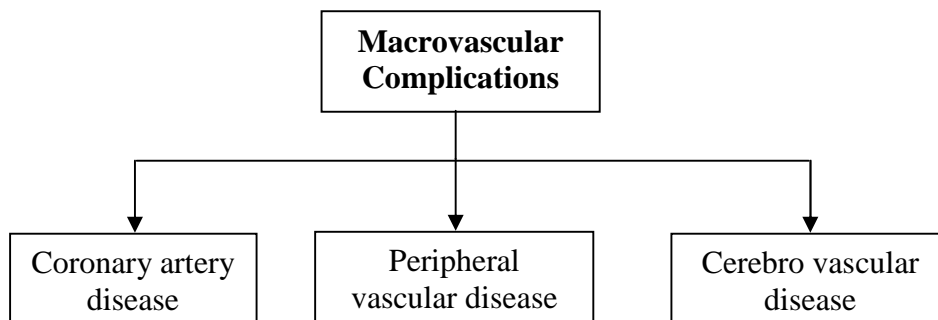 Macrovascular
Complications
Coronary artery
disease
Peripheral
vascular disease
Cerebro vascular
disease